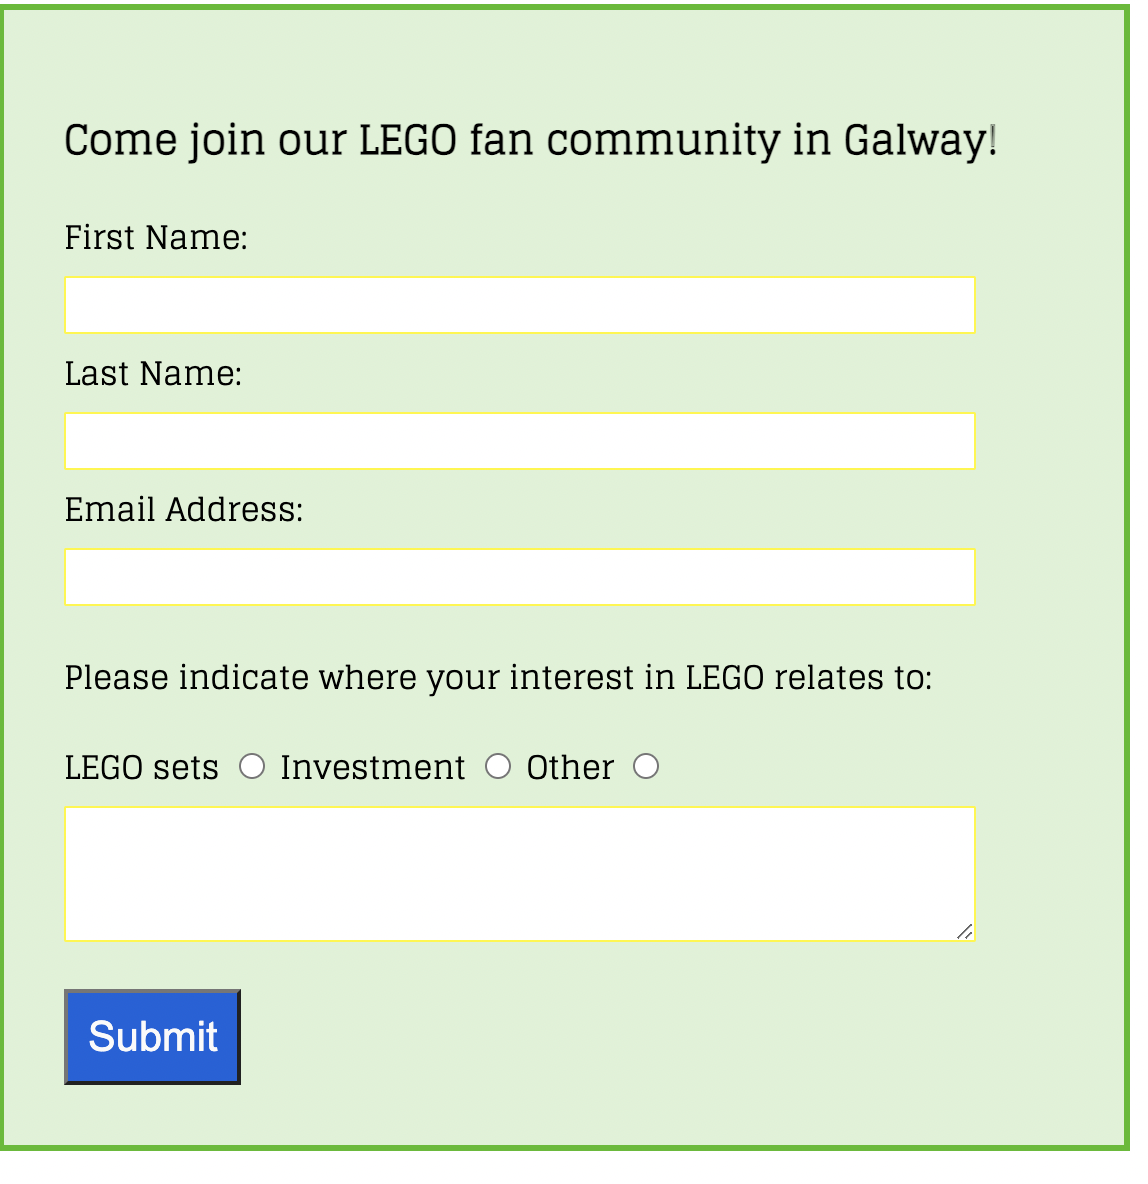 Come join our LEGO fan community in Galway!
First Name:
Last Name:
Email Address:
Please indicate where your interest in LEGO relates to:
LEGO sets Investment Other
Submit